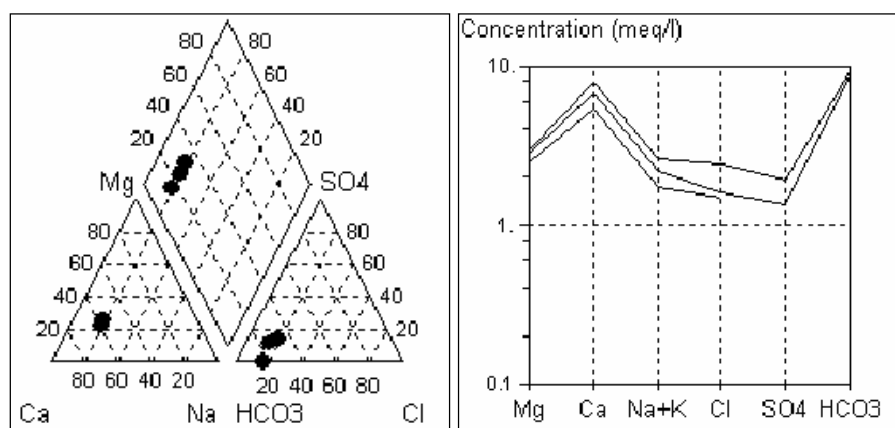 80 80
60 60
40 40
20 20
Mg SO4
80 80
60 60
40 40
20 20
80 60 40 20 20 40 60 80
Ca Na HCO3 Cl
Concentration (meq/l)
10.
1.
0.1
Mg Ca Na+K Cl SO4 HCO3